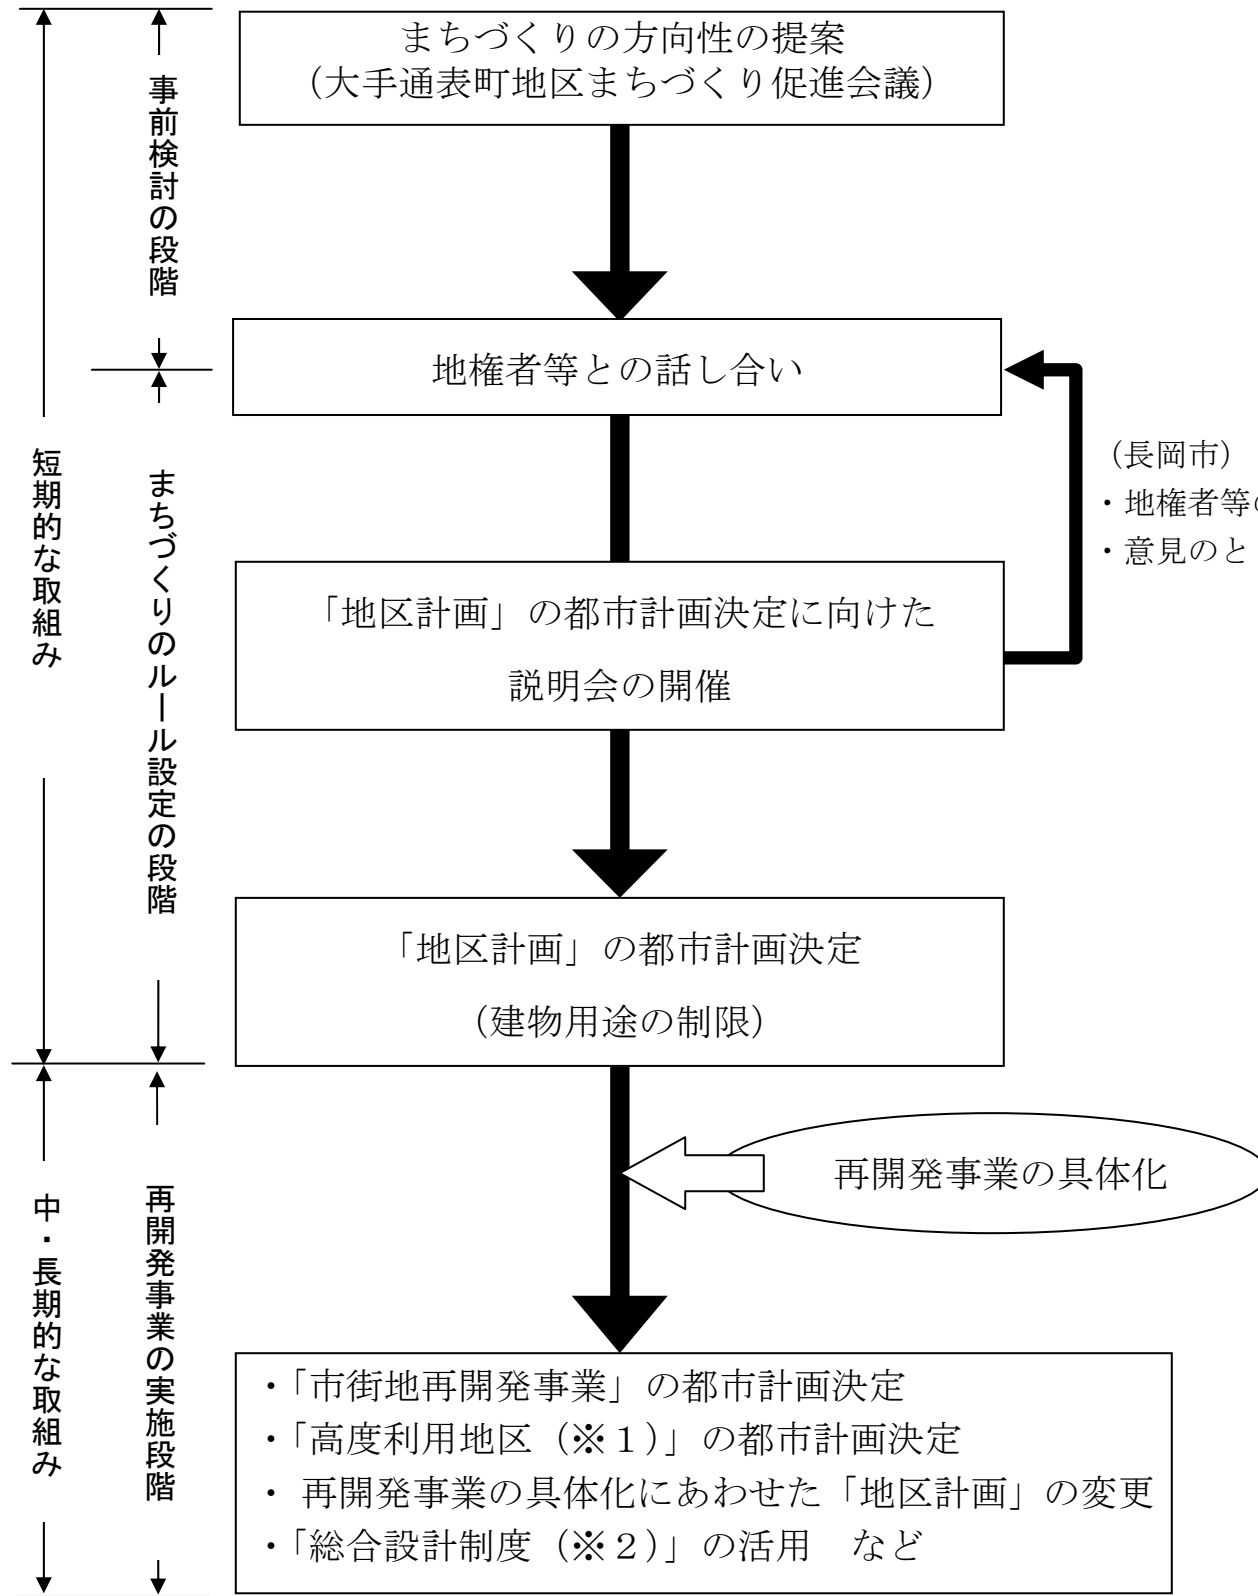 まちづくりの方向性の提案
（大手通表町地区まちづくり促進会議）
事前検討の段階
地権者等との話し合い
（長岡市）
・地権者等の
・意見のと
短期的な取組み
まちづくりのルール設定の段階
「地区計画」の都市計画決定に向けた
説明会の開催
「地区計画」の都市計画決定
（建物用途の制限）
再開発事業の具体化
中・長期的な取組み
再開発事業の実施段階
・「市街地再開発事業」の都市計画決定
・「高度利用地区（※１）」の都市計画決定
・ 再開発事業の具体化にあわせた「地区計画」の変更
・「総合設計制度（※２）」の活用　など